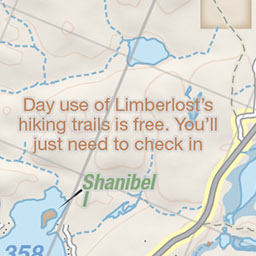 Day use of Limberlost's
hiking trails is free. You'll
just need to check in
Shanibel
I
358